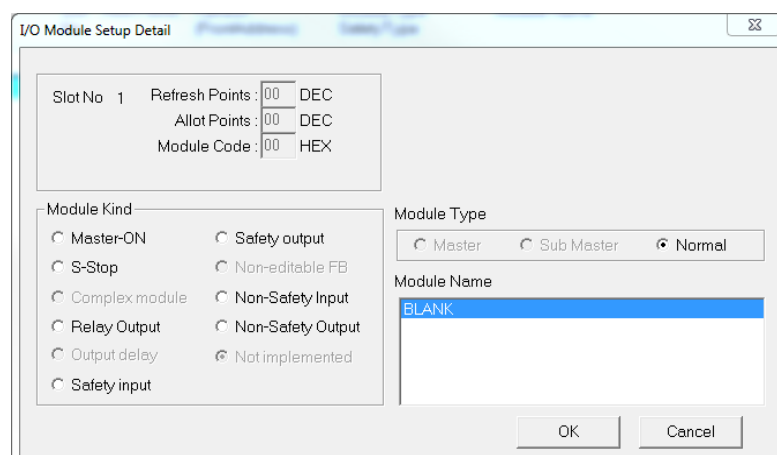 I/O Module Setup Detail
Slot No 1 Refresh Points : 00 DEC
Allot Points : 00 DEC
Module Code : 00 HEX
Module Kind
Master-ON Safety output
S-Stop Non-editable FB
Complex module Non-Safety Input
Relay Output Non-Safety Output
Output delay Not implemented
Safety input
Module Type
Master Sub Master Normal
Module Name
BLANK
OK Cancel